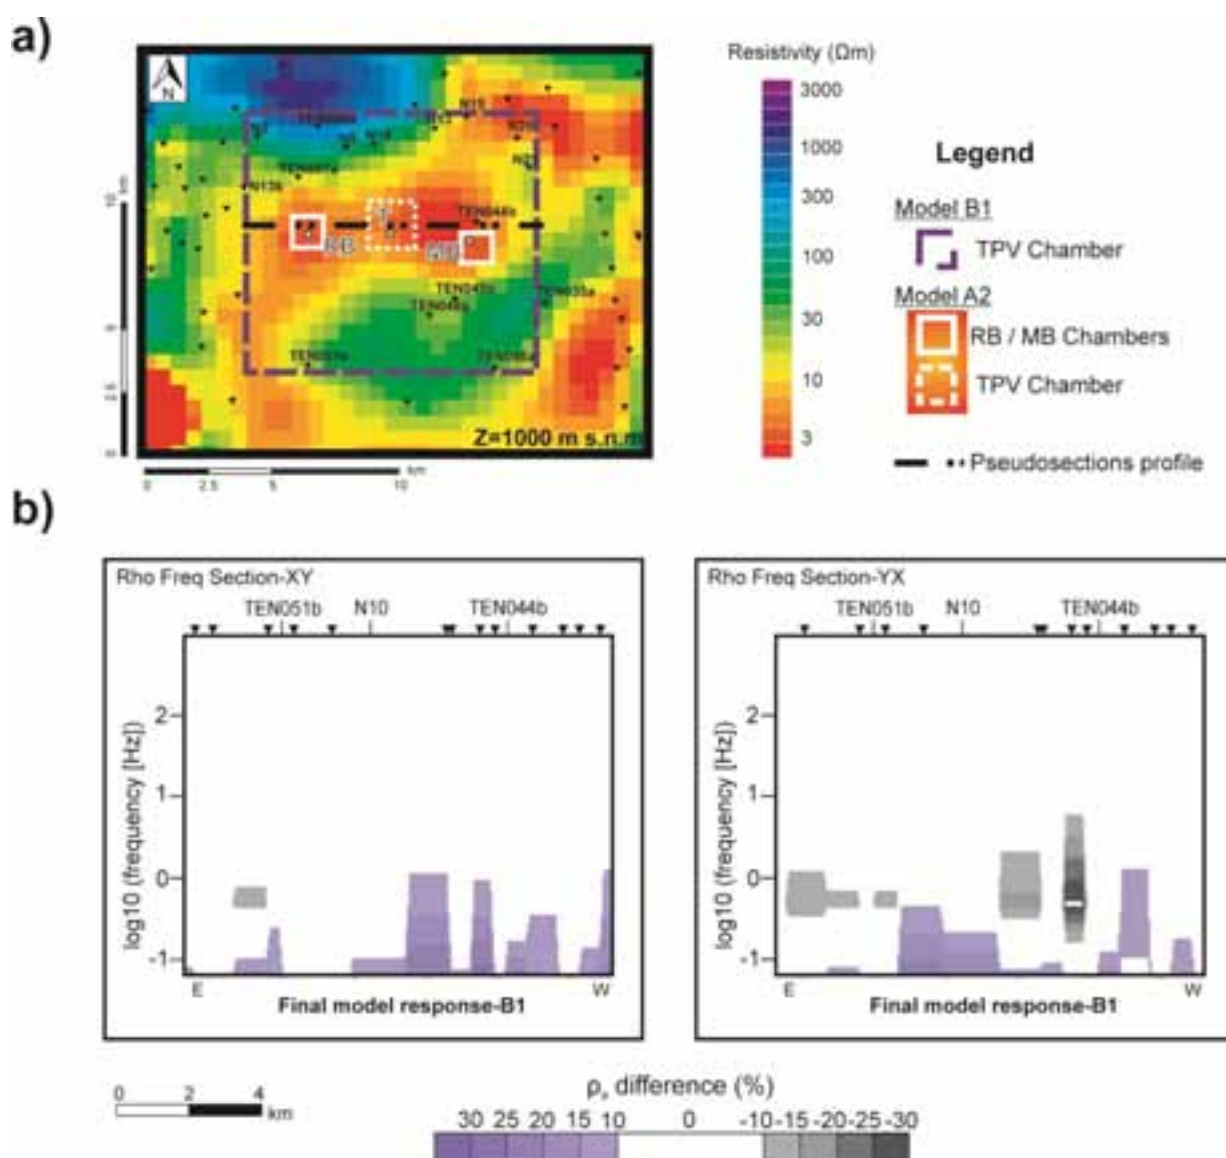 a)
Resistivity (Ωm)
3000
1000
300
100
30
10
3
Legend
Model B1
TPV Chamber
Model A2
RB / MB Chambers
TPV Chamber
Pseudosections profile
N
N15
N13b
RB
TEN044b
Z=1000 m s.n.m
km
0 2.5 5 10
km
b)
Rho Freq Section-XY
TEN051b N10 TEN044b
log10 (frequency [Hz])
2
1
0
-1
E W
Final model response-B1
Rho Freq Section-YX
TEN051b N10 TEN044b
log10 (frequency [Hz])
2
1
0
-1
E W
Final model response-B1
0 2 4
km
ρₐ difference (%)
30 25 20 15 10 0 -10 -15 -20 -25 -30